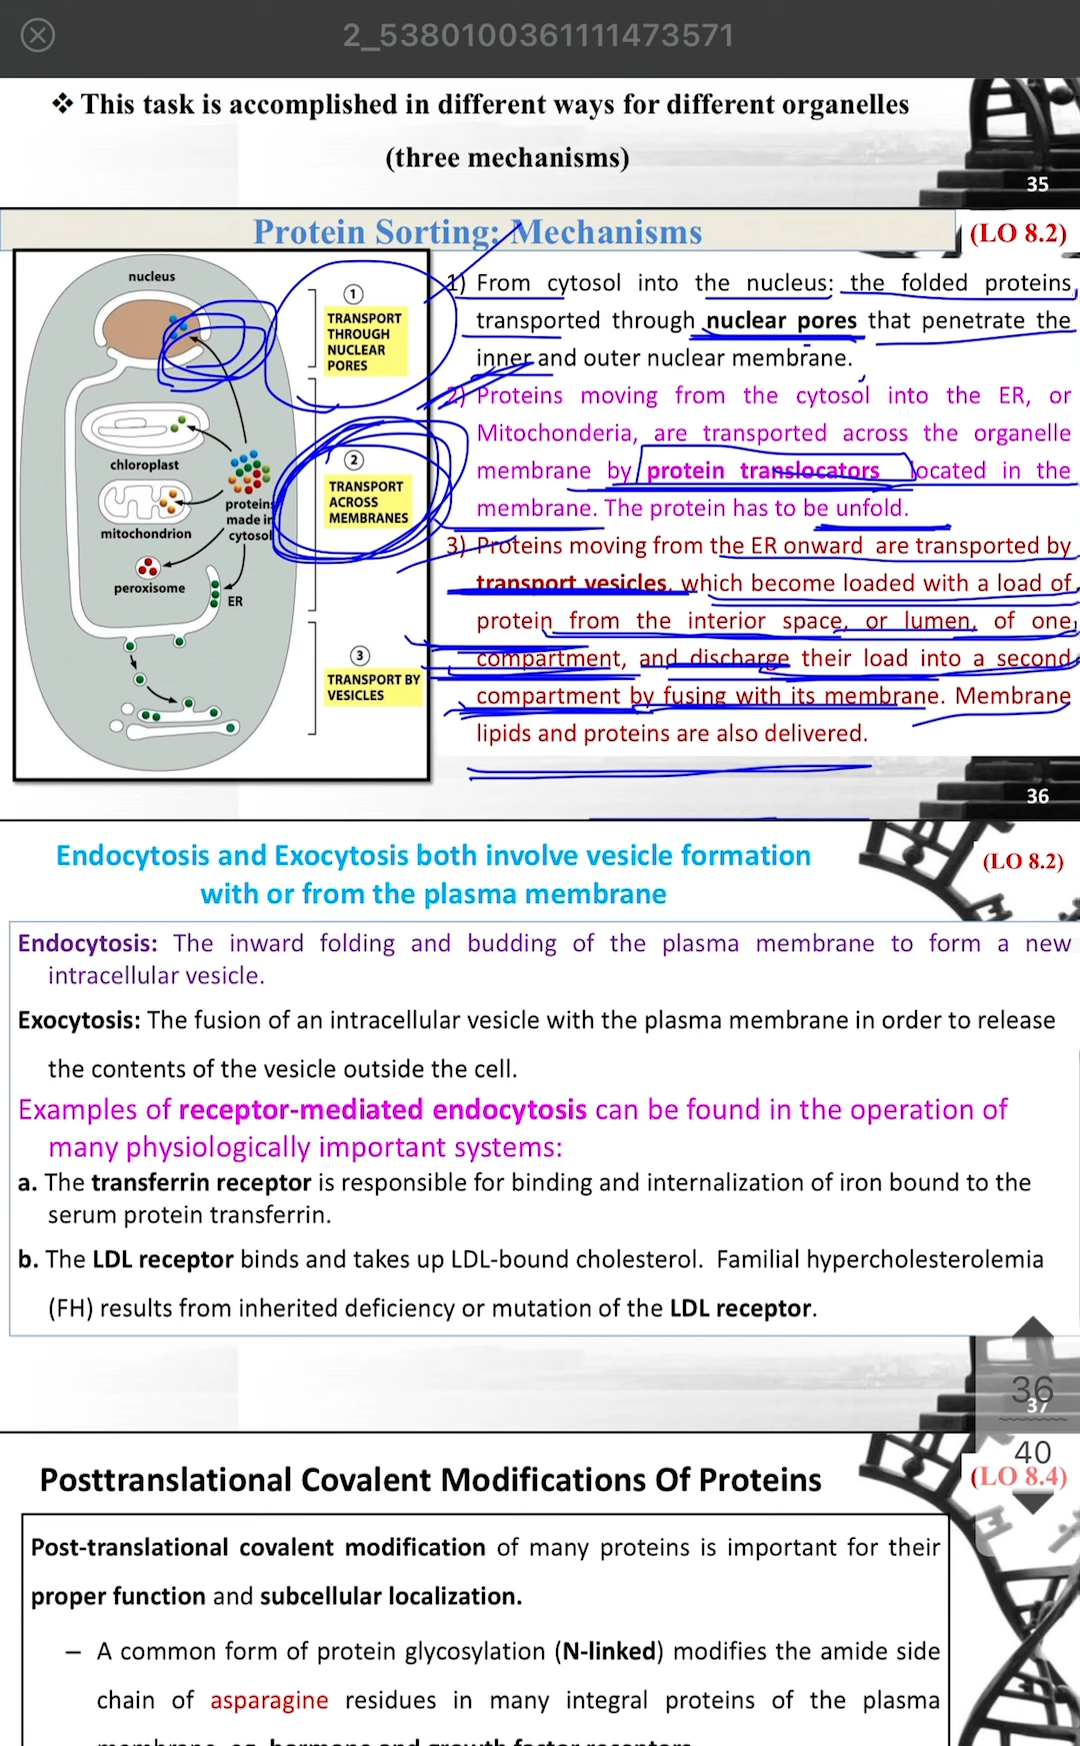 2_5380100361111473571
❖ This task is accomplished in different ways for different organelles
(three mechanisms)
35
Protein Sorting: Mechanisms
(LO 8.2)
nucleus
chloroplast
mitochondrion
peroxisome
proteins
made in
cytosol
ER
1
TRANSPORT
THROUGH
NUCLEAR
PORES
2
TRANSPORT
ACROSS
MEMBRANES
3
TRANSPORT BY
VESICLES
1) From cytosol into the nucleus: the folded proteins,
transported through nuclear pores that penetrate the
inner and outer nuclear membrane.
2) Proteins moving from the cytosol into the ER, or
Mitochonderia, are transported across the organelle
membrane by protein translocators located in the
membrane. The protein has to be unfold.
3) Proteins moving from the ER onward are transported by
transport vesicles, which become loaded with a load of
protein from the interior space, or lumen, of one
compartment, and discharge their load into a second
compartment by fusing with its membrane. Membrane
lipids and proteins are also delivered.
36
Endocytosis and Exocytosis both involve vesicle formation
with or from the plasma membrane
(LO 8.2)
Endocytosis: The inward folding and budding of the plasma membrane to form a new
intracellular vesicle.
Exocytosis: The fusion of an intracellular vesicle with the plasma membrane in order to release
the contents of the vesicle outside the cell.
Examples of receptor-mediated endocytosis can be found in the operation of
many physiologically important systems:
a. The transferrin receptor is responsible for binding and internalization of iron bound to the
serum protein transferrin.
b. The LDL receptor binds and takes up LDL-bound cholesterol. Familial hypercholesterolemia
(FH) results from inherited deficiency or mutation of the LDL receptor.
36
37
40
Posttranslational Covalent Modifications Of Proteins
(LO 8.4)
Post-translational covalent modification of many proteins is important for their
proper function and subcellular localization.
– A common form of protein glycosylation (N-linked) modifies the amide side
chain of asparagine residues in many integral proteins of the plasma
membrane, eg. hormone and growth factor receptors